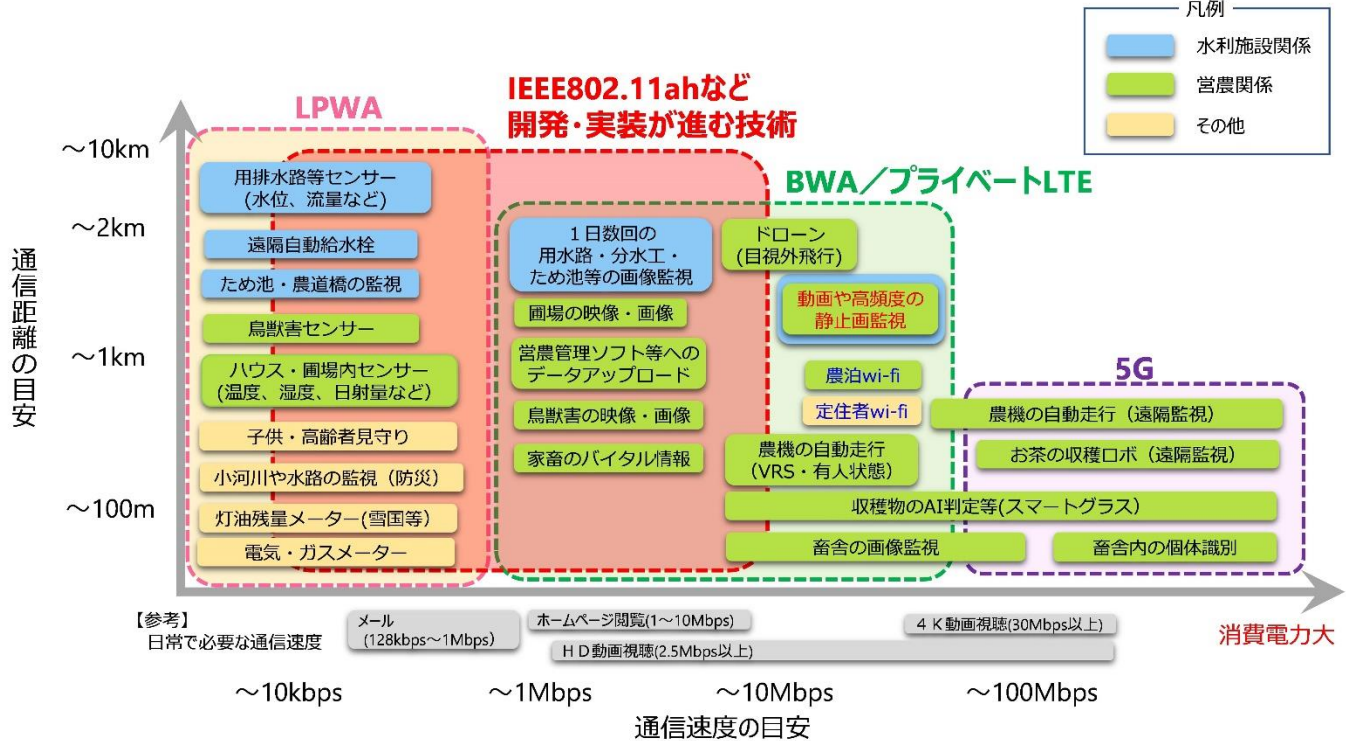 凡例
水利施設関係
営農関係
その他
LPWA
IEEE802.11ahなど
開発・実装が進む技術
BWA／プライベートLTE
5G
通信距離の目安
～10km
～2km
～1km
～100m
用排水路等センサー
(水位、流量など)
遠隔自動給水栓
ため池・農道橋の監視
鳥獣害センサー
ハウス・圃場内センサー
(温度、湿度、日射量など)
子供・高齢者見守り
小河川や水路の監視（防災）
灯油残量メーター(雪国等）
電気・ガスメーター
１日数回の
用水路・分水工・
ため池等の画像監視
圃場の映像・画像
営農管理ソフト等への
データアップロード
鳥獣害の映像・画像
家畜のバイタル情報
ドローン
(目視外飛行)
動画や高頻度の
静止画監視
農泊wi-fi
定住者wi-fi
農機の自動走行
(VRS・有人状態)
農機の自動走行（遠隔監視）
お茶の収穫ロボ（遠隔監視）
収穫物のAI判定等(スマートグラス)
畜舎の画像監視
畜舎内の個体識別
【参考】
日常で必要な通信速度
メール
(128kbps～1Mbps)
ホームページ閲覧(1～10Mbps)
ＨＤ動画視聴(2.5Mbps以上)
４Ｋ動画視聴(30Mbps以上)
消費電力大
～10kbps
～1Mbps
～10Mbps
～100Mbps
通信速度の目安